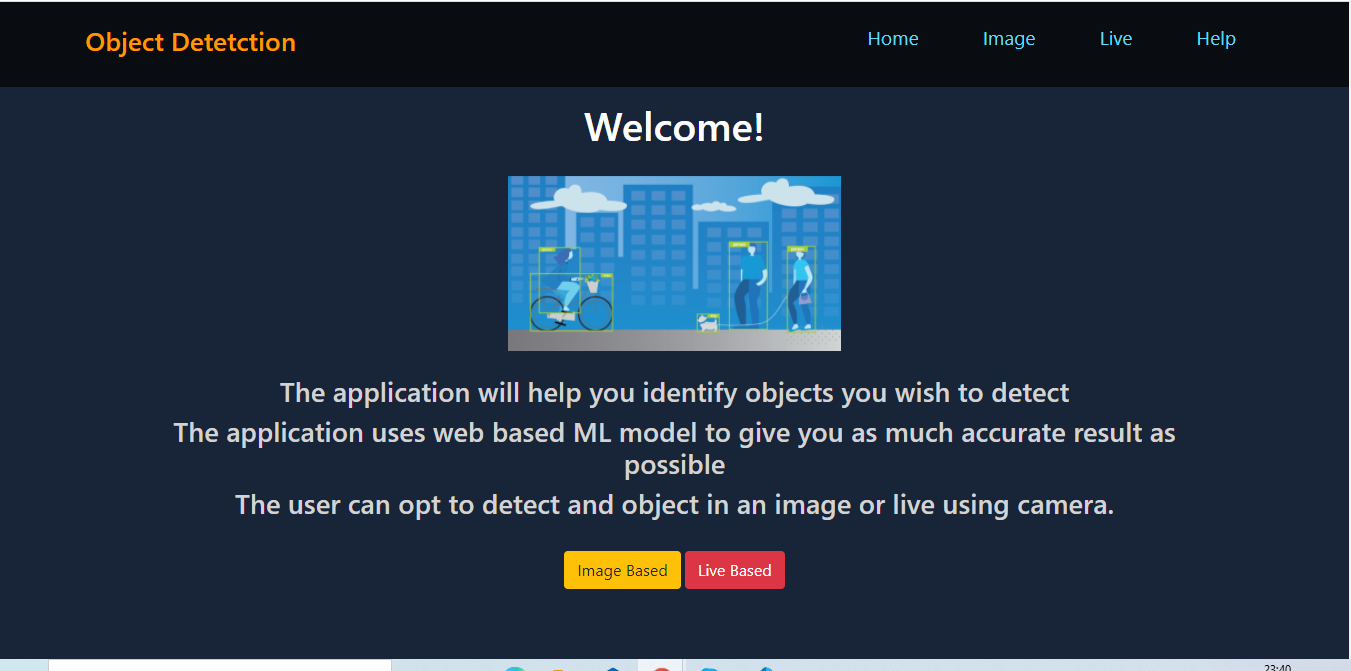 Object Detetction
Home
Image
Live
Help
Welcome!
The application will help you identify objects you wish to detect
The application uses web based ML model to give you as much accurate result as
possible
The user can opt to detect and object in an image or live using camera.
Image Based
Live Based
23:40